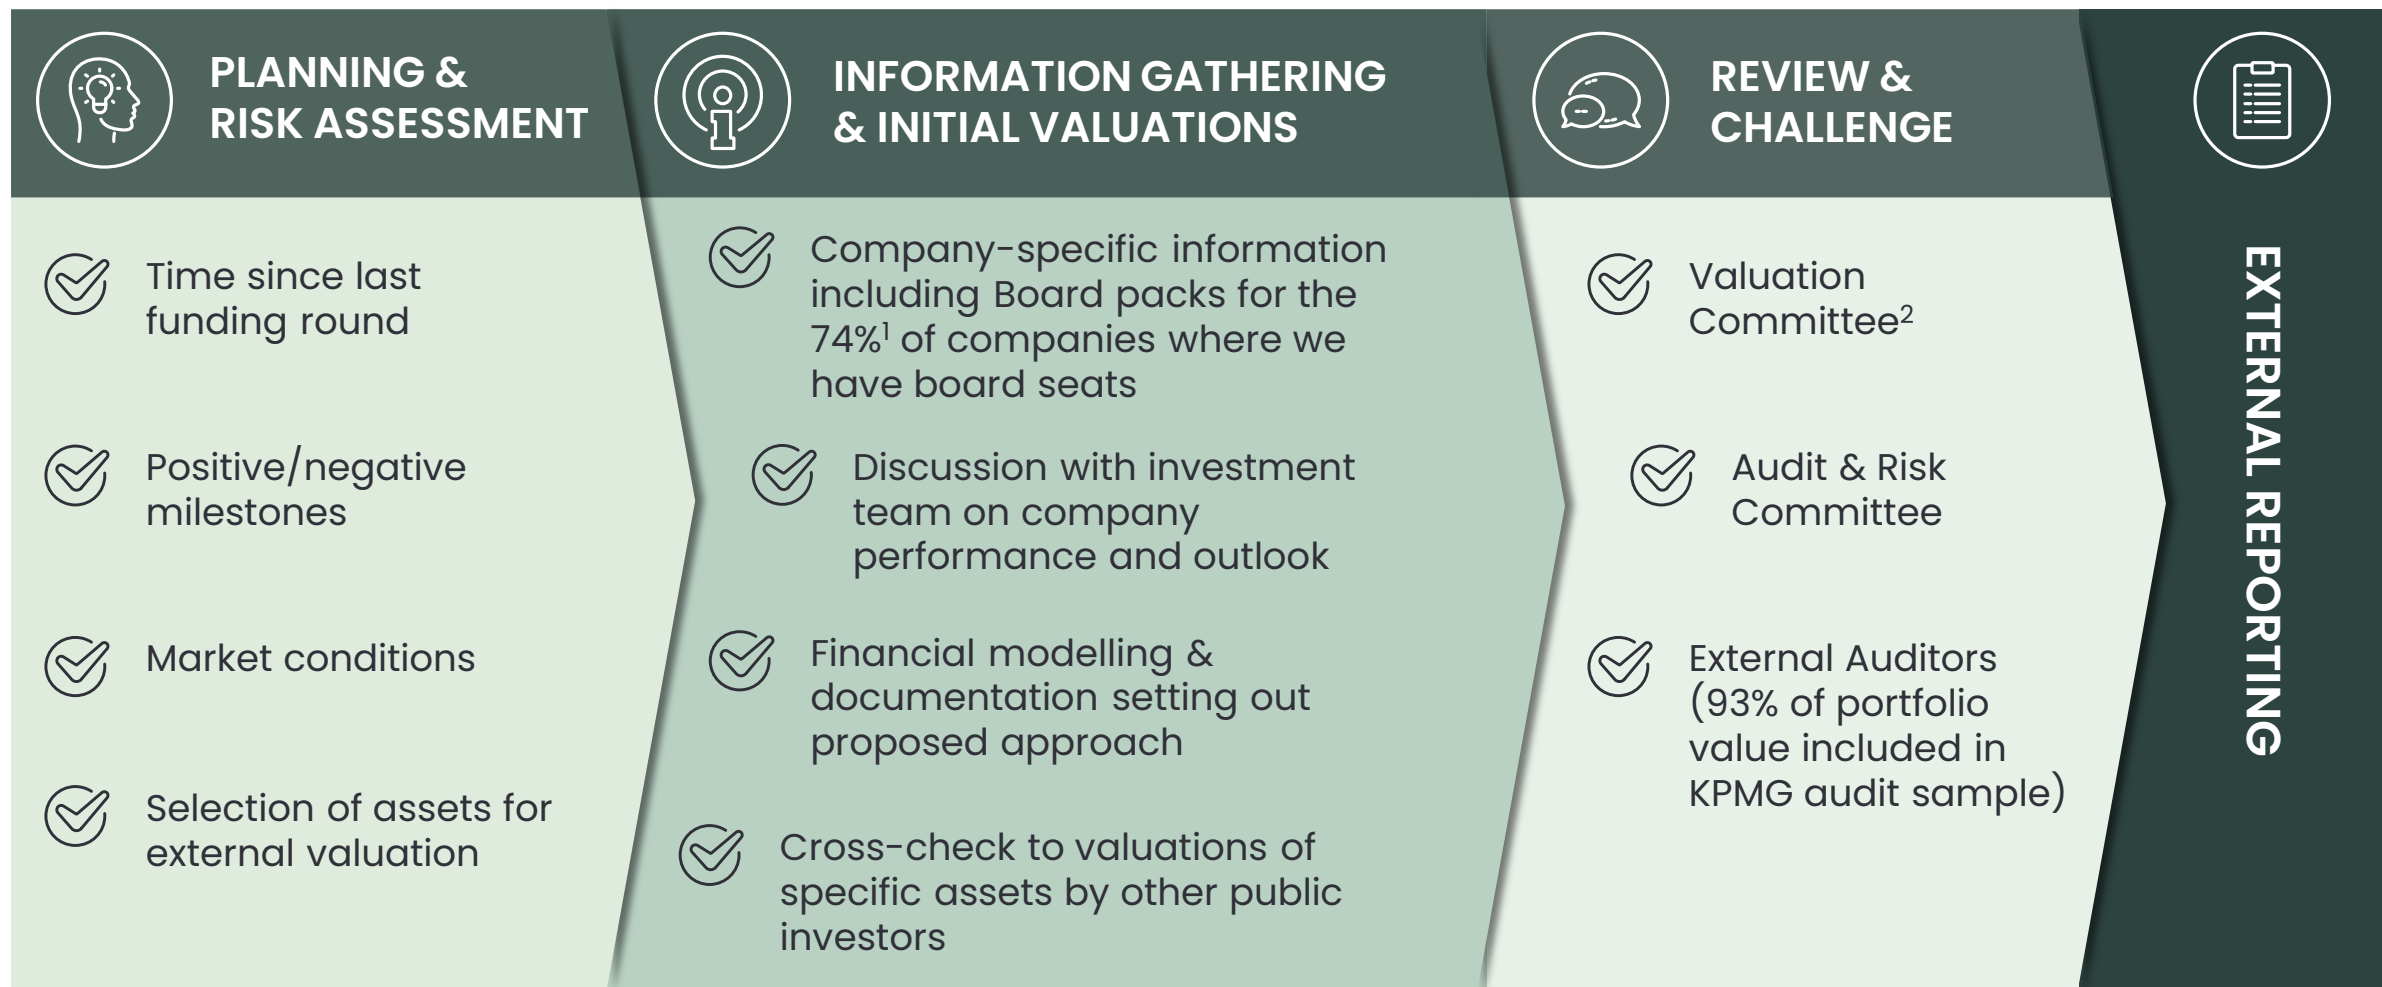 PLANNING &
RISK ASSESSMENT
Time since last
funding round
Positive/negative
milestones
Market conditions
Selection of assets for
external valuation
INFORMATION GATHERING
& INITIAL VALUATIONS
Company-specific information
including Board packs for the
74%¹ of companies where we
have board seats
Discussion with investment
team on company
performance and outlook
Financial modelling &
documentation setting out
proposed approach
Cross-check to valuations of
specific assets by other public
investors
REVIEW &
CHALLENGE
Valuation
Committee²
Audit & Risk
Committee
External Auditors
(93% of portfolio
value included in
KPMG audit sample)
EXTERNAL REPORTING